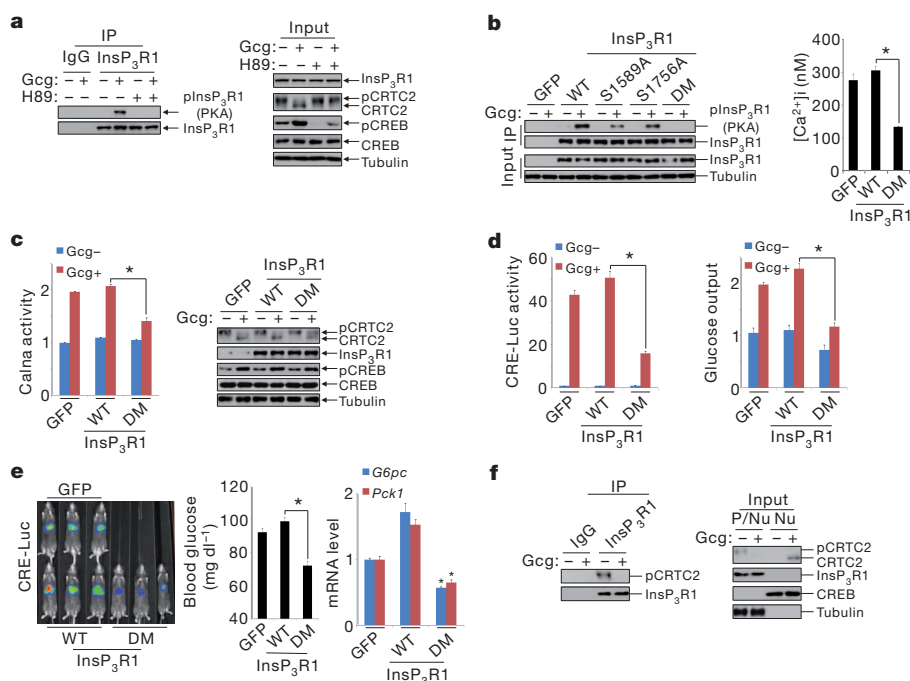 a
IP
IgG InsP3R1
Gcg: – + – + – +
H89: – – – – + +
pInsP3R1
(PKA)
InsP3R1
Input
Gcg: – + – +
H89: – – + +
InsP3R1
pCRTC2
CRTC2
pCREB
CREB
Tubulin
b
InsP3R1
GFP WT S1589A S1756A DM
Gcg: – + – + – + – + – +
pInsP3R1
(PKA)
InsP3R1
InsP3R1
Tubulin
Input IP
[Ca2+]i (nM)
400
300
200
100
0
*
GFP WT DM
InsP3R1
c
Gcg–
Gcg+
Calna activity
2
1
0
*
GFP WT DM
InsP3R1
InsP3R1
GFP WT DM
Gcg: – + – + – +
pCRTC2
CRTC2
InsP3R1
pCREB
CREB
Tubulin
d
Gcg–
Gcg+
CRE-Luc activity
60
40
20
0
*
GFP WT DM
InsP3R1
Gcg–
Gcg+
Glucose output
2
1
0
*
GFP WT DM
InsP3R1
e
GFP
CRE-Luc
WT DM
InsP3R1
Blood glucose
(mg dl–1)
120
100
80
60
40
*
GFP WT DM
InsP3R1
G6pc
Pck1
mRNA level
2
1
0
* *
GFP WT DM
InsP3R1
f
IP
IgG InsP3R1
Gcg: – + – +
pCRTC2
InsP3R1
Input
P/Nu Nu
Gcg: – + – +
pCRTC2
CRTC2
InsP3R1
CREB
Tubulin